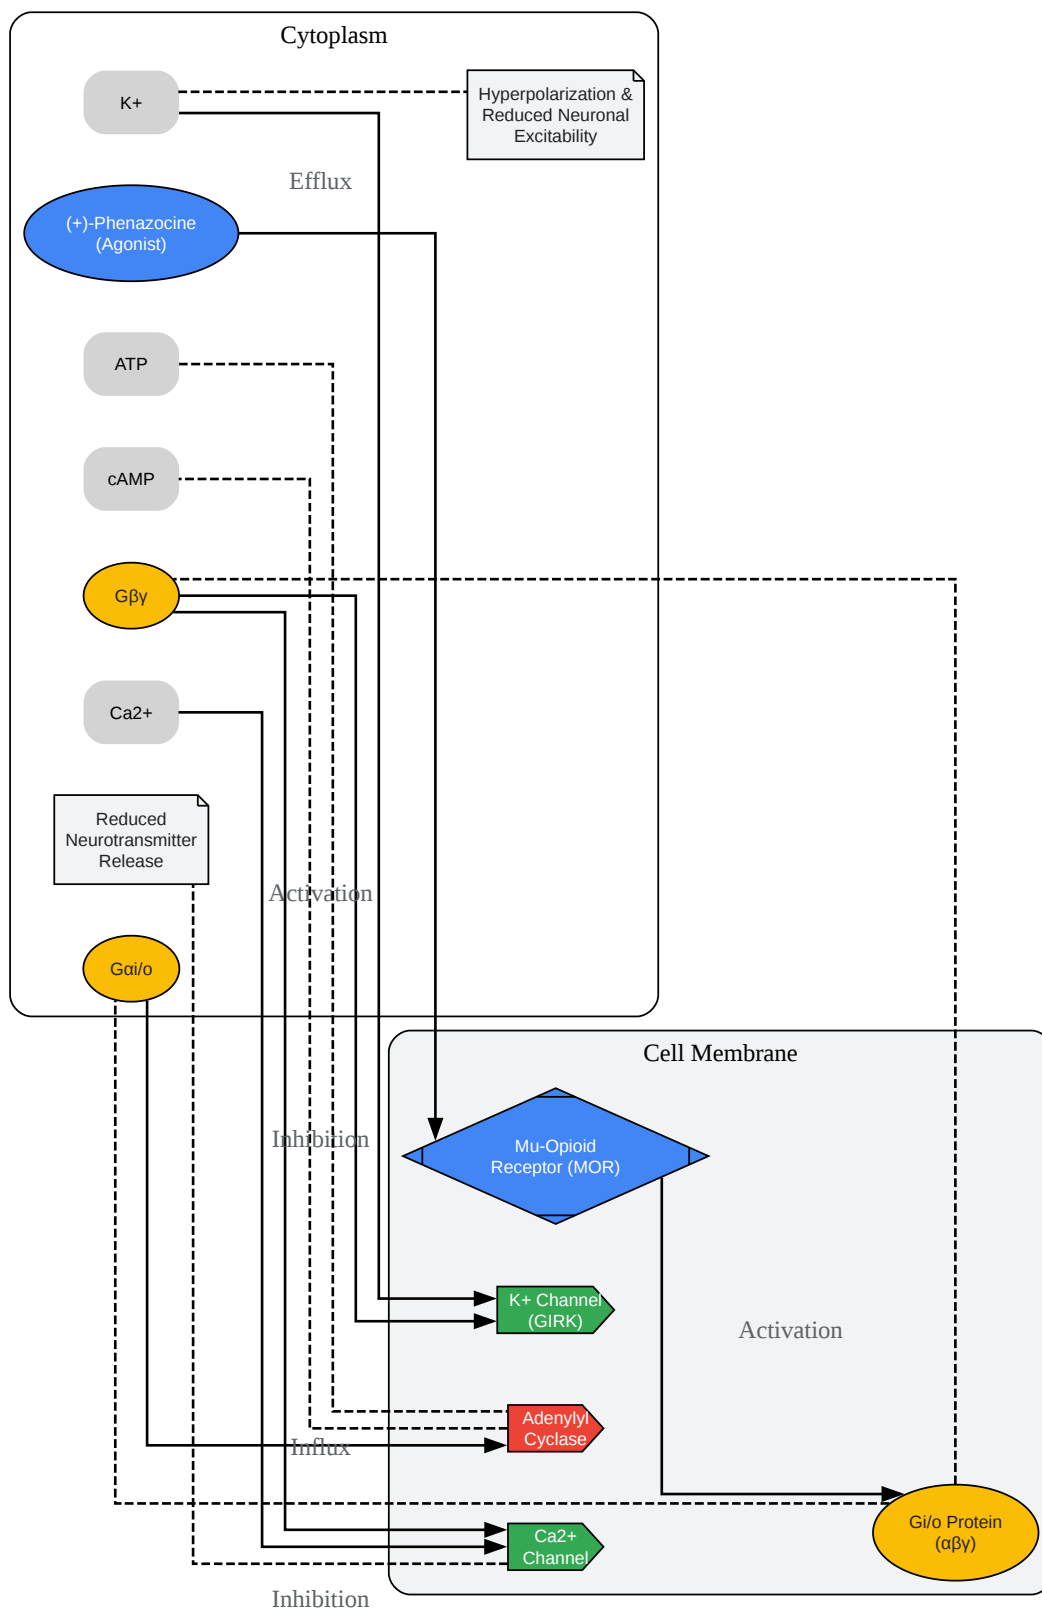 Cytoplasm
K+
Hyperpolarization &
Reduced Neuronal
Excitability
Efflux
(+)-Phenazocine
(Agonist)
ATP
cAMP
Gβγ
Ca2+
Reduced
Neurotransmitter
Release
Activation
Gαi/o
Cell Membrane
Inhibition
Mu-Opioid
Receptor (MOR)
K+ Channel
(GIRK)
Activation
Adenylyl
Cyclase
Influx
Gi/o Protein
(αβγ)
Ca2+
Channel
Inhibition